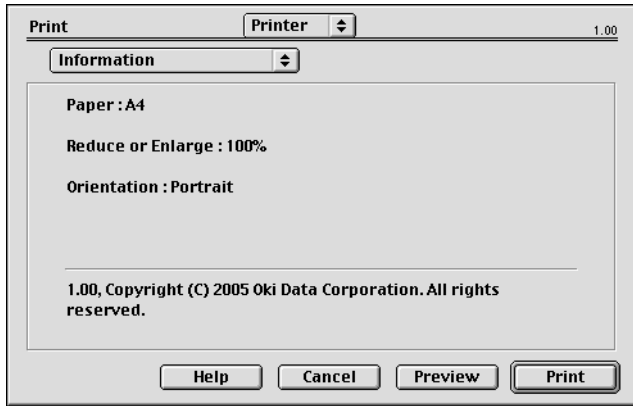 Print Printer 1.00
Information
Paper : A4
Reduce or Enlarge : 100%
Orientation : Portrait
1.00, Copyright (C) 2005 Oki Data Corporation. All rights
reserved.
Help Cancel Preview Print